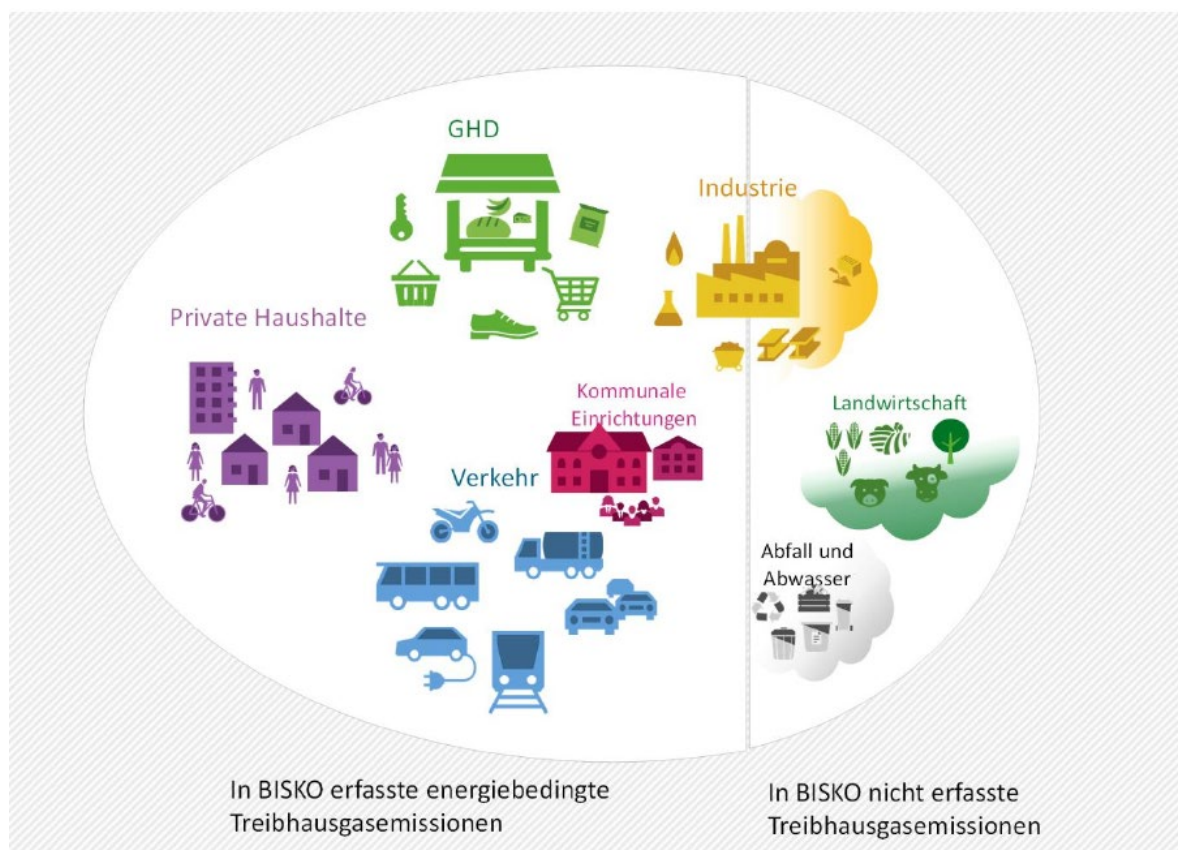 GHD
Industrie
Private Haushalte
Kommunale
Einrichtungen
Landwirtschaft
Verkehr
Abfall und
Abwasser
In BISKO erfasste energiebedingte
Treibhausgasemissionen
In BISKO nicht erfasste
Treibhausgasemissionen